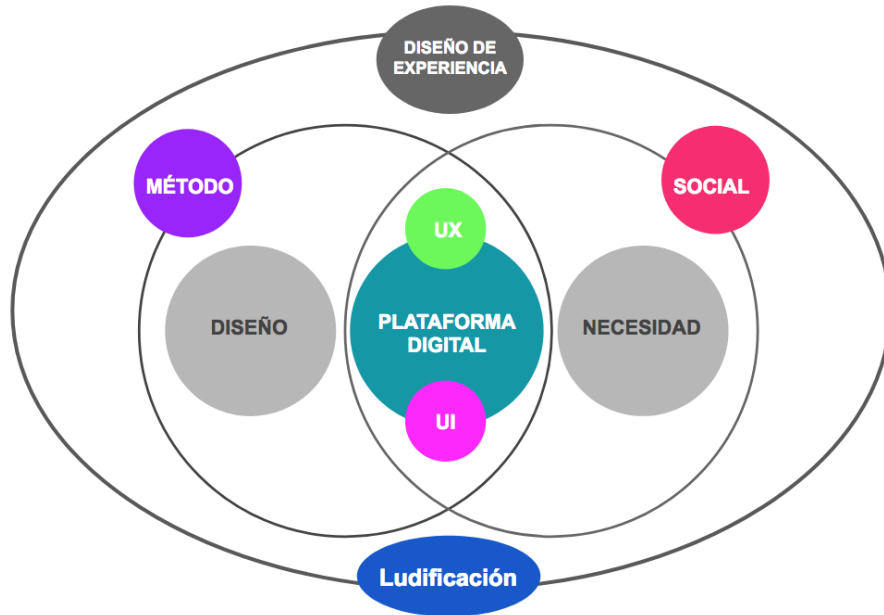 DISEÑO DE
EXPERIENCIA
MÉTODO
SOCIAL
UX
DISEÑO
PLATAFORMA
DIGITAL
NECESIDAD
UI
Ludificación